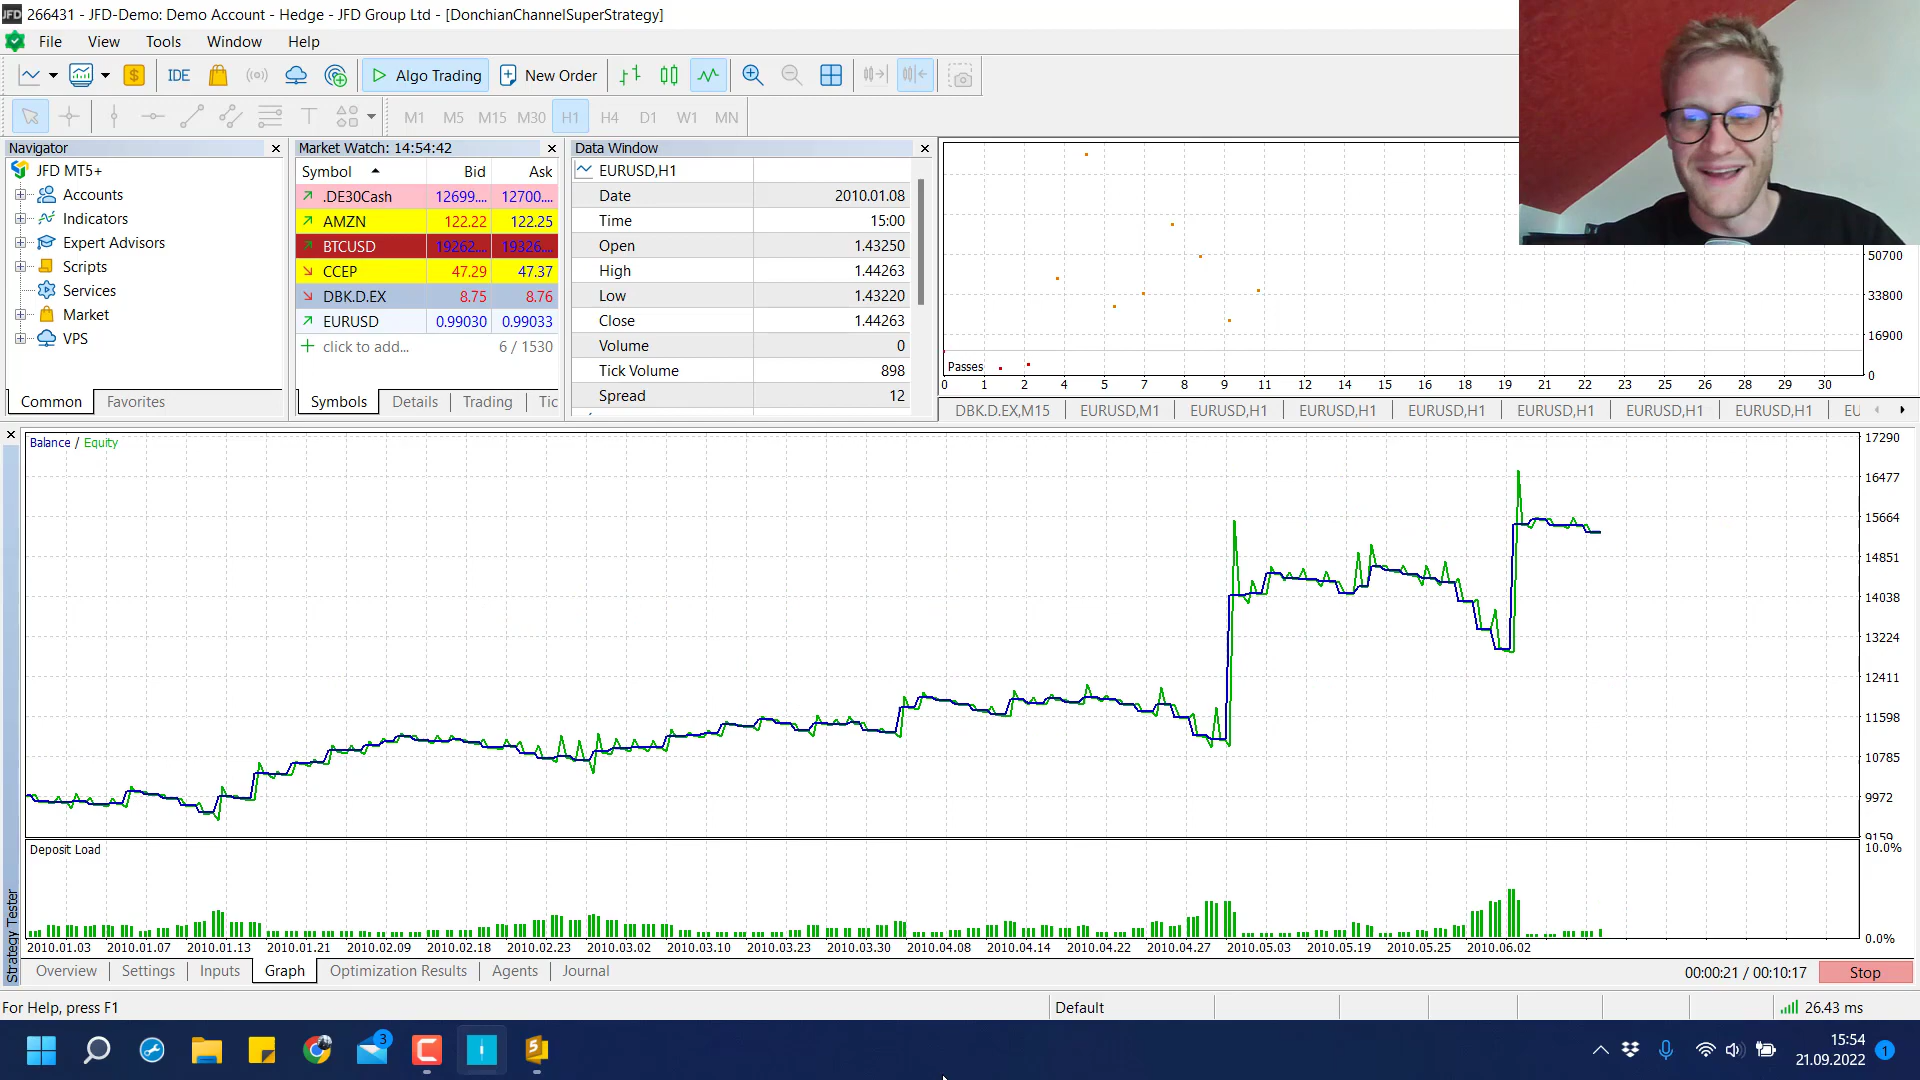 266431 - JFD-Demo: Demo Account - Hedge - JFD Group Ltd - [DonchianChannelSuperStrategy]
File View Tools Window Help
IDE Algo Trading New Order
M1 M5 M15 M30 H1 H4 D1 W1 MN
Navigator
JFD MT5+
Accounts
Indicators
Expert Advisors
Scripts
Services
Market
VPS
Common Favorites
Market Watch: 14:54:42
Symbol Bid Ask
.DE30Cash 12699.... 12700....
AMZN 122.22 122.25
BTCUSD 19262.... 19326....
CCEP 47.29 47.37
DBK.D.EX 8.75 8.76
EURUSD 0.99030 0.99033
click to add... 6 / 1530
Symbols Details Trading Tic
Data Window
EURUSD,H1
Date 2010.01.08
Time 15:00
Open 1.43250
High 1.44263
Low 1.43220
Close 1.44263
Volume 0
Tick Volume 898
Spread 12
50700
33800
16900
0
Passes
0 1 2 4 5 7 8 9 11 12 14 15 16 18 19 21 22 23 25 26 28 29 30
DBK.D.EX,M15 EURUSD,M1 EURUSD,H1 EURUSD,H1 EURUSD,H1 EURUSD,H1 EURUSD,H1 EURUSD,H1 EU
Balance / Equity
17290
16477
15664
14851
14038
13224
12411
11598
10785
9972
9159
Deposit Load
10.0%
0.0%
2010.01.03 2010.01.07 2010.01.13 2010.01.21 2010.02.09 2010.02.18 2010.02.23 2010.03.02 2010.03.10 2010.03.23 2010.03.30 2010.04.08 2010.04.14 2010.04.22 2010.04.27 2010.05.03 2010.05.19 2010.05.25 2010.06.02
Strategy Tester
Overview Settings Inputs Graph Optimization Results Agents Journal
00:00:21 / 00:10:17 Stop
For Help, press F1
Default
26.43 ms
3
15:54
21.09.2022
1